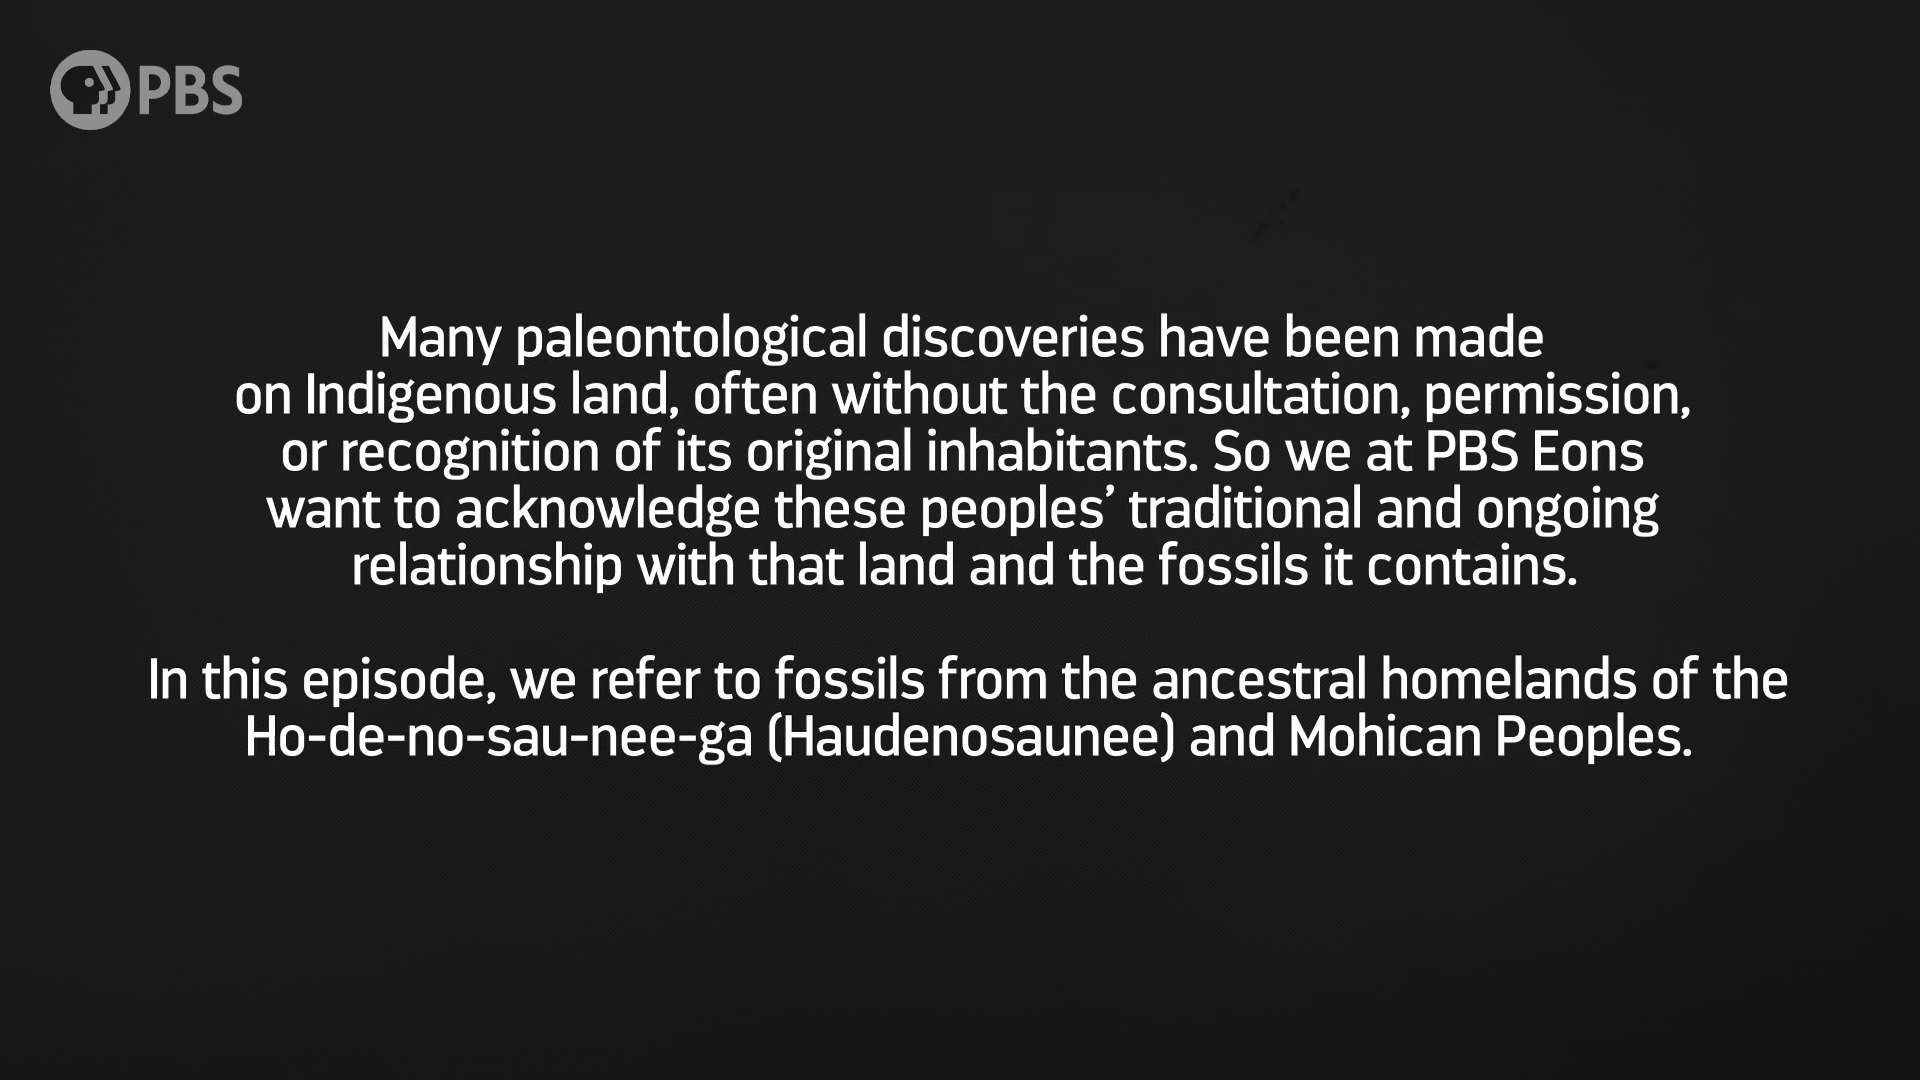 PBS
Many paleontological discoveries have been made
on Indigenous land, often without the consultation, permission,
or recognition of its original inhabitants. So we at PBS Eons
want to acknowledge these peoples’ traditional and ongoing
relationship with that land and the fossils it contains.
In this episode, we refer to fossils from the ancestral homelands of the
Ho-de-no-sau-nee-ga (Haudenosaunee) and Mohican Peoples.